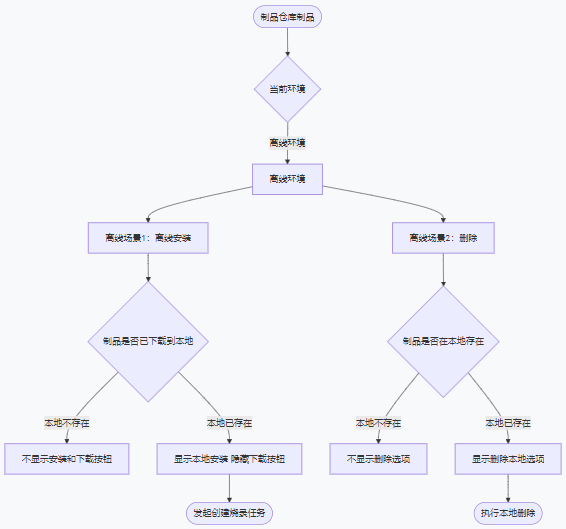 制品仓库制品
当前环境
离线环境
离线环境
离线场景1：离线安装
离线场景2：删除
制品是否已下载到本地
制品是否在本地存在
本地不存在
本地已存在
本地不存在
本地已存在
不显示安装和下载按钮
显示本地安装 隐藏下载按钮
不显示删除选项
显示删除本地选项
发起创建烧录任务
执行本地删除